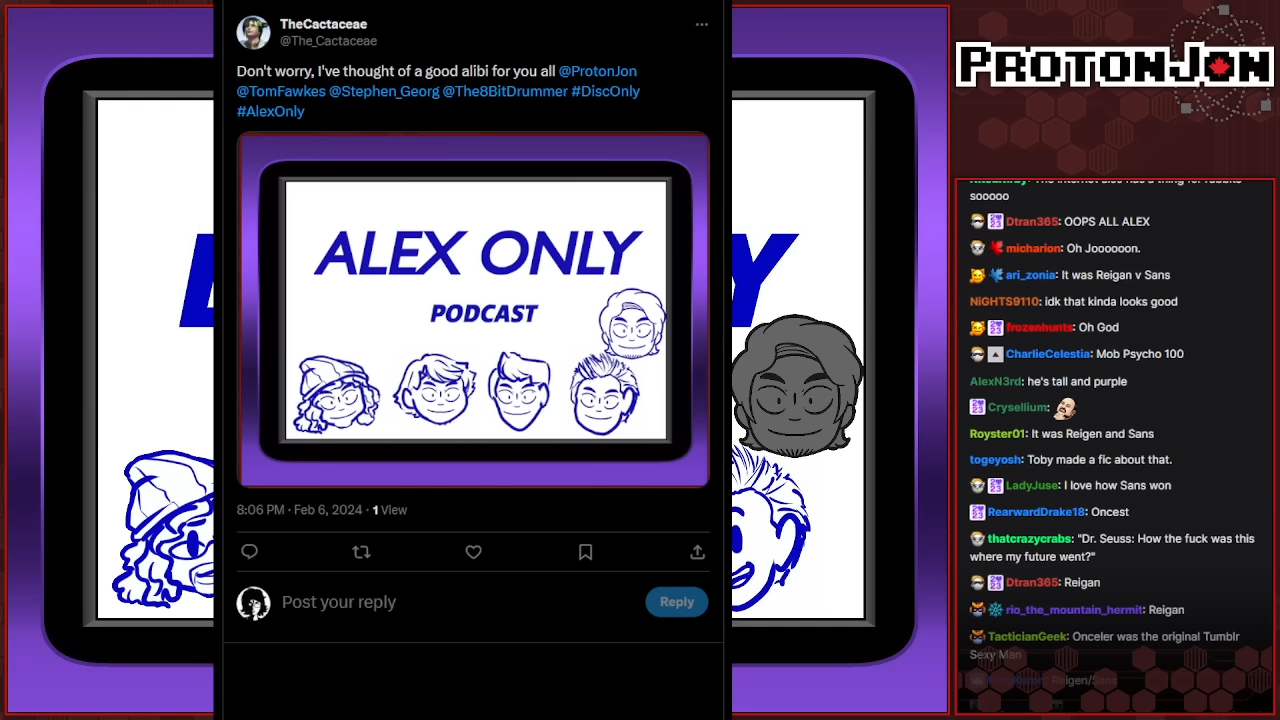 TheCactaceae
@The_Cactaceae
Don't worry, I've thought of a good alibi for you all @ProtonJon
@TomFawkes @Stephen_Georg @The8BitDrummer #DiscOnly
#AlexOnly
ALEX ONLY
PODCAST
8:06 PM · Feb 6, 2024 · 1 View
Post your reply
Reply
Y
PROTONJON
sooooo
Dtran365: OOPS ALL ALEX
micharion: Oh Joooooon.
ari_zonia: It was Reigan v Sans
NiGHTS9110: idk that kinda looks good
frozenhunts: Oh God
CharlieCelestia: Mob Psycho 100
AlexN3rd: he's tall and purple
Crysellium:
Royster01: It was Reigen and Sans
togeyosh: Toby made a fic about that.
LadyJuse: I love how Sans won
RearwardDrake18: Oncest
thatcrazycrabs: "Dr. Seuss: How the fuck was this
where my future went?"
Dtran365: Reigan
rio_the_mountain_hermit: Reigan
TacticianGeek: Onceler was the original Tumblr
Sexy Man
Reigen/Sans